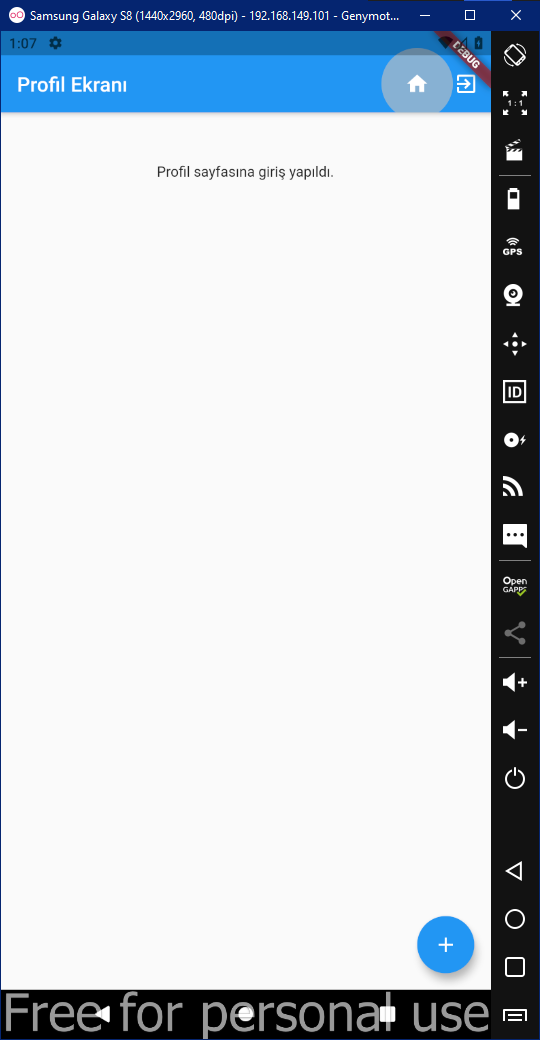 Samsung Galaxy S8 (1440x2960, 480dpi) - 192.168.149.101 - Genymot...
1:07
DEBUG
Profil Ekranı
1 : 1
Profil sayfasına giriş yapıldı.
GPS
ID
Open
GAPPS
Free for personal use